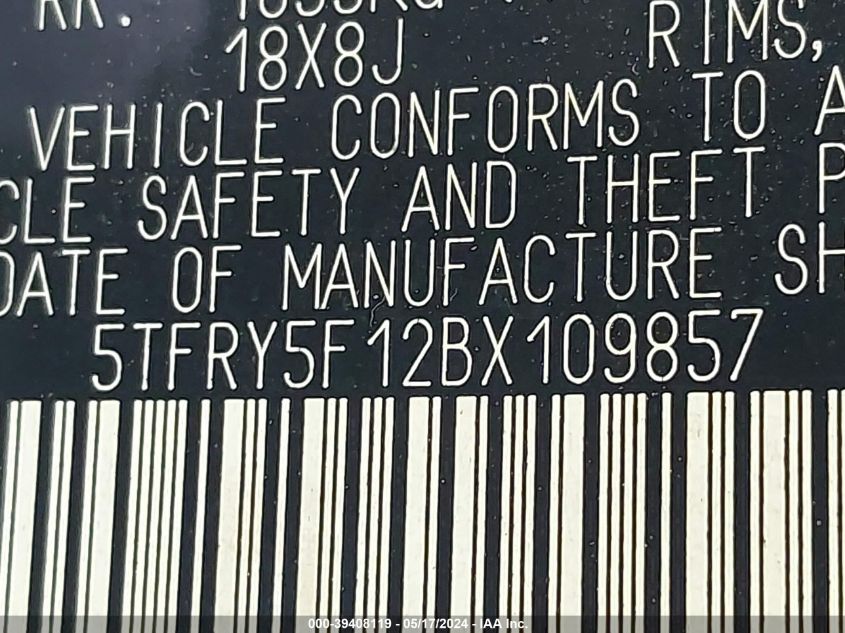 RR.
18X8J RIMS,
VEHICLE CONFORMS TO A
CLE SAFETY AND THEFT P
DATE OF MANUFACTURE SH
5TFRY5F12BX109857
000-39408119 - 05/17/2024 - IAA Inc.